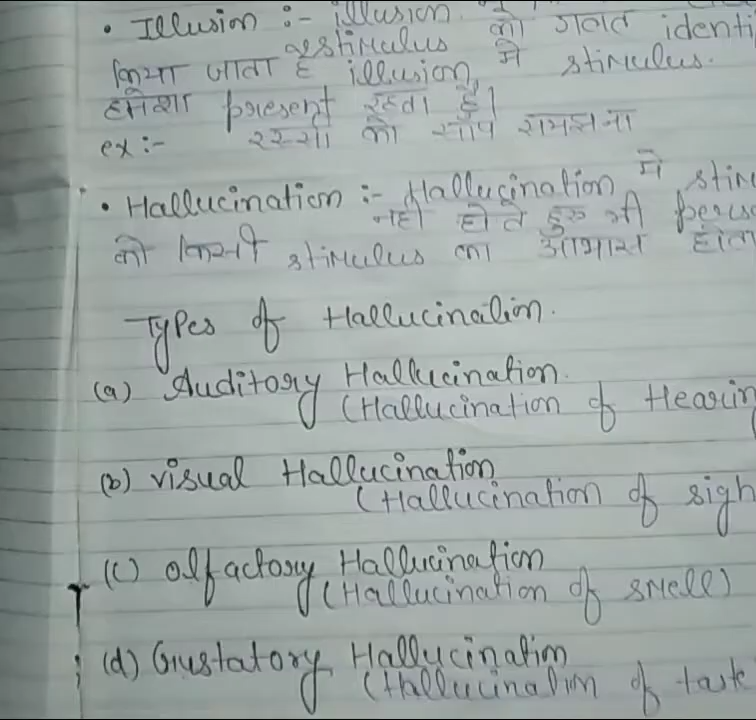 • Illusion :- illusion
stimulus को गलत identi
किया जाता है illusion, में stimulus.
हमेशा present रहता है।
ex :- रस्सी को सांप समझना
• Hallucination :- Hallucination में stim
नही होते हुए भी perso
को किसी stimulus का आभास होता
Types of Hallucination.
(a) Auditory Hallucination.
(Hallucination of Hearin
(b) visual Hallucination
(Hallucination of sigh
(c) olfactory Hallucination
(Hallucination of smell)
(d) Gustatory Hallucination
(Hallucination of taste